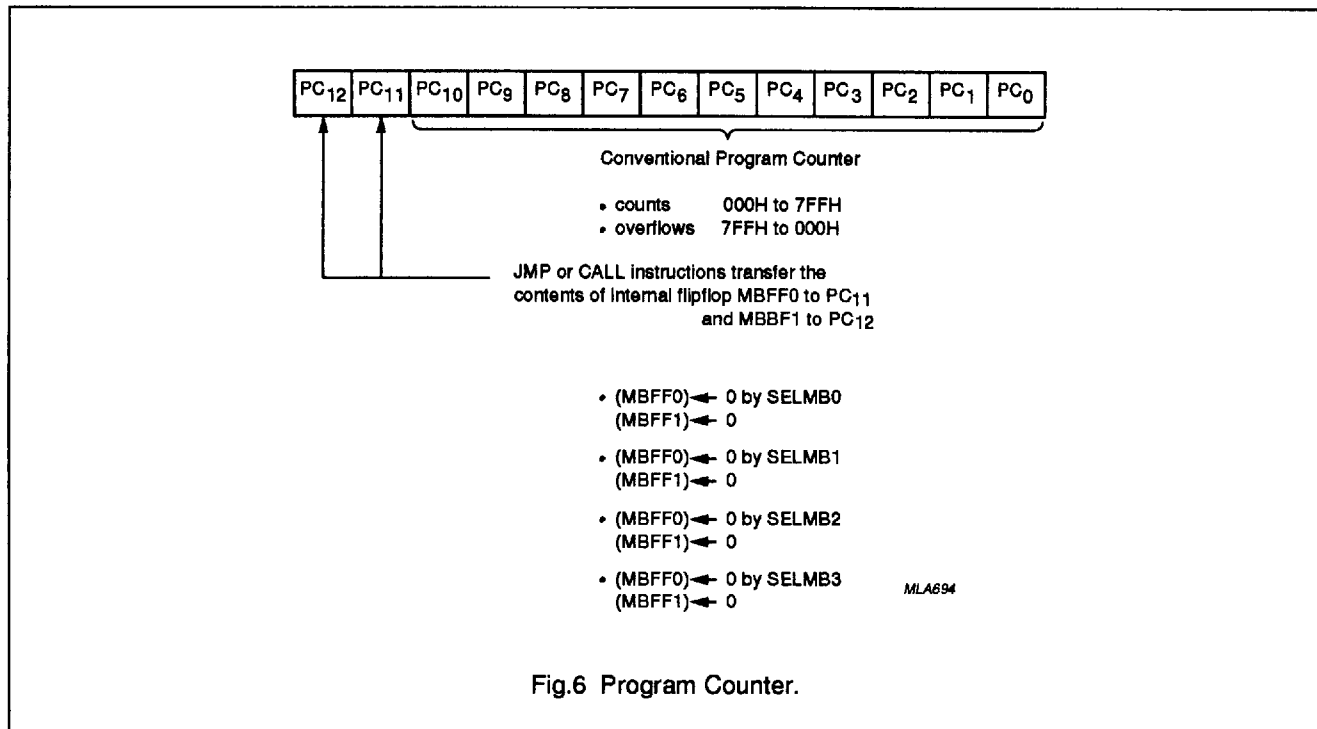 PC12 PC11 PC10 PC9 PC8 PC7 PC6 PC5 PC4 PC3 PC2 PC1 PC0
Conventional Program Counter
• counts 000H to 7FFH
• overflows 7FFH to 000H
JMP or CALL instructions transfer the
contents of internal flipflop MBFF0 to PC11
and MBBF1 to PC12
• (MBFF0) ← 0 by SELMB0
(MBFF1) ← 0
• (MBFF0) ← 0 by SELMB1
(MBFF1) ← 0
• (MBFF0) ← 0 by SELMB2
(MBFF1) ← 0
• (MBFF0) ← 0 by SELMB3
(MBFF1) ← 0
MLA694
Fig.6 Program Counter.